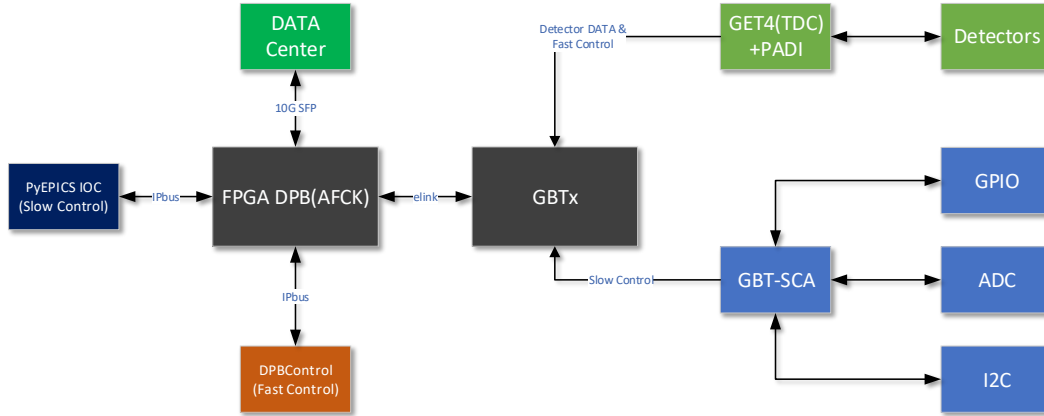 DATA
Center
Detector DATA &
Fast Control
GET4(TDC)
+PADI
Detectors
10G SFP
PyEPICS IOC
(Slow Control)
IPbus
FPGA DPB(AFCK)
elink
GBTx
GPIO
IPbus
Slow Control
GBT-SCA
ADC
DPBControl
(Fast Control)
I2C